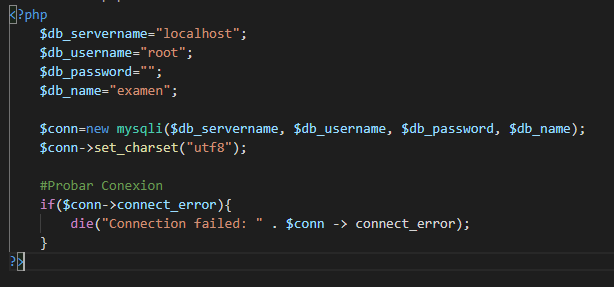 <?php
$db_servername="localhost";
$db_username="root";
$db_password="";
$db_name="examen";
$conn=new mysqli($db_servername, $db_username, $db_password, $db_name);
$conn->set_charset("utf8");
#Probar Conexion
if($conn->connect_error){
die("Connection failed: " . $conn -> connect_error);
}
?>